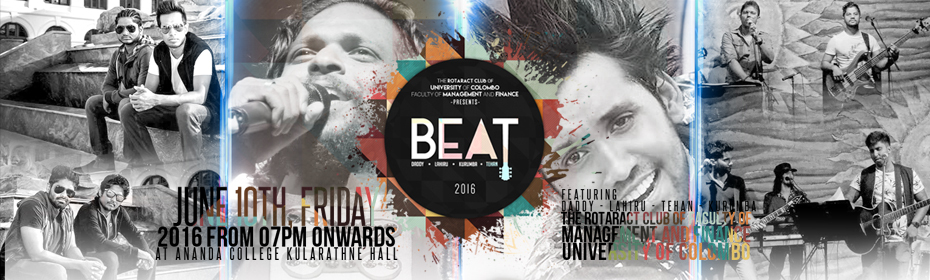 THE ROTARACT CLUB OF
UNIVERSITY OF COLOMBO
FACULTY OF MANAGEMENT AND FINANCE
-PRESENTS-
BEAT
DADDY • LAHIRU • KURUMBA • TEHAN
2016
JUNE 10TH FRIDAY
2016 FROM 07PM ONWARDS
AT ANANDA COLLEGE KULARATHNE HALL
FEATURING
DADDY - LAHIRU - TEHAN - KURUMBA
THE ROTARACT CLUB OF FACULTY OF
MANAGEMENT AND FINANCE
UNIVERSITY OF COLOMBO